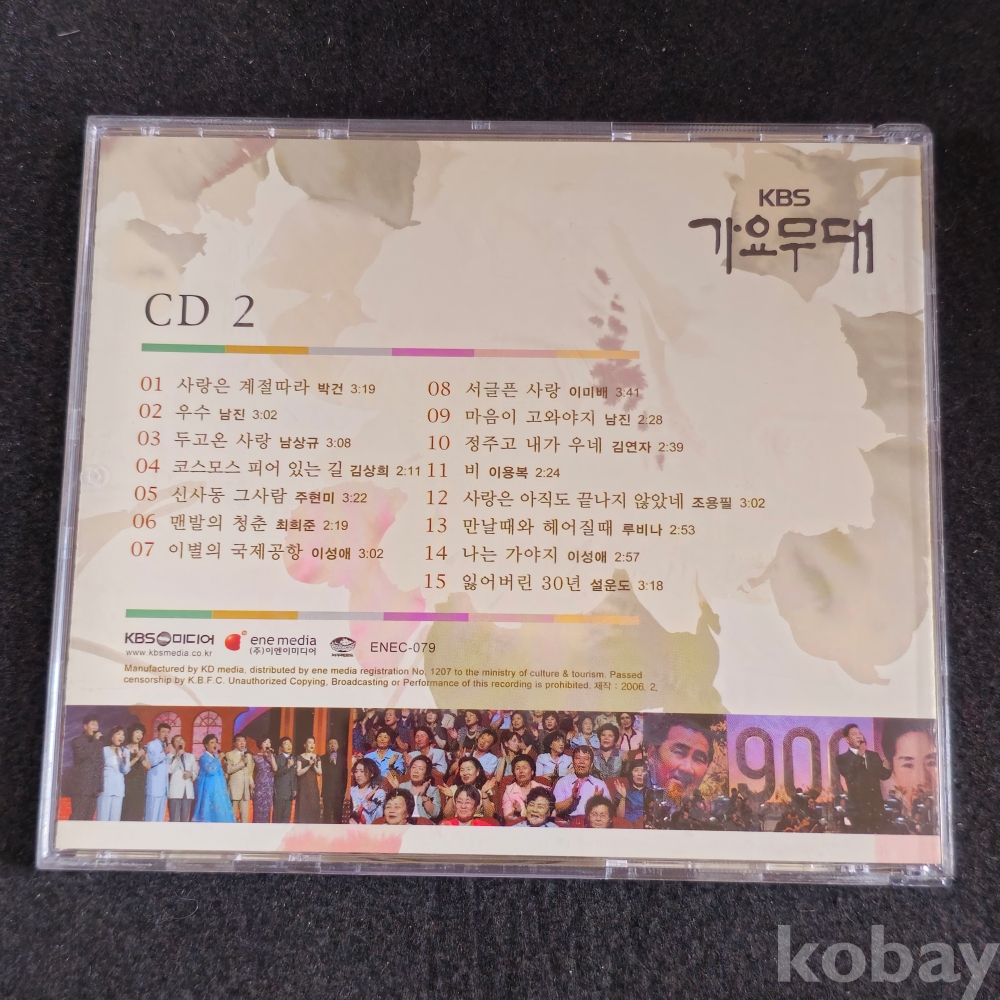 KBS
가요무대
CD 2
01 사랑은 계절따라 박건 3:19
02 우수 남진 3:02
03 두고온 사랑 남상규 3:08
04 코스모스 피어 있는 길 김상희 2:11
05 신사동 그사람 주현미 3:22
06 맨발의 청춘 최희준 2:19
07 이별의 국제공항 이성애 3:02
08 서글픈 사랑 이미배 3:41
09 마음이 고와야지 남진 2:28
10 정주고 내가 우네 김연자 2:39
11 비 이용복 2:24
12 사랑은 아직도 끝나지 않았네 조용필 3:02
13 만날때와 헤어질때 루비나 2:53
14 나는 가야지 이성애 2:57
15 잃어버린 30년 설운도 3:18
KBS 미디어
www.kbsmedia.co.kr
ene media
(주)이엔이미디어
ENEC-079
Manufactured by KD media, distributed by ene media registration No. 1207 to the ministry of culture & tourism. Passed
censorship by K.B.F.C. Unauthorized Copying, Broadcasting or Performance of this recording is prohibited. 제작 : 2006. 2.
900
kobay